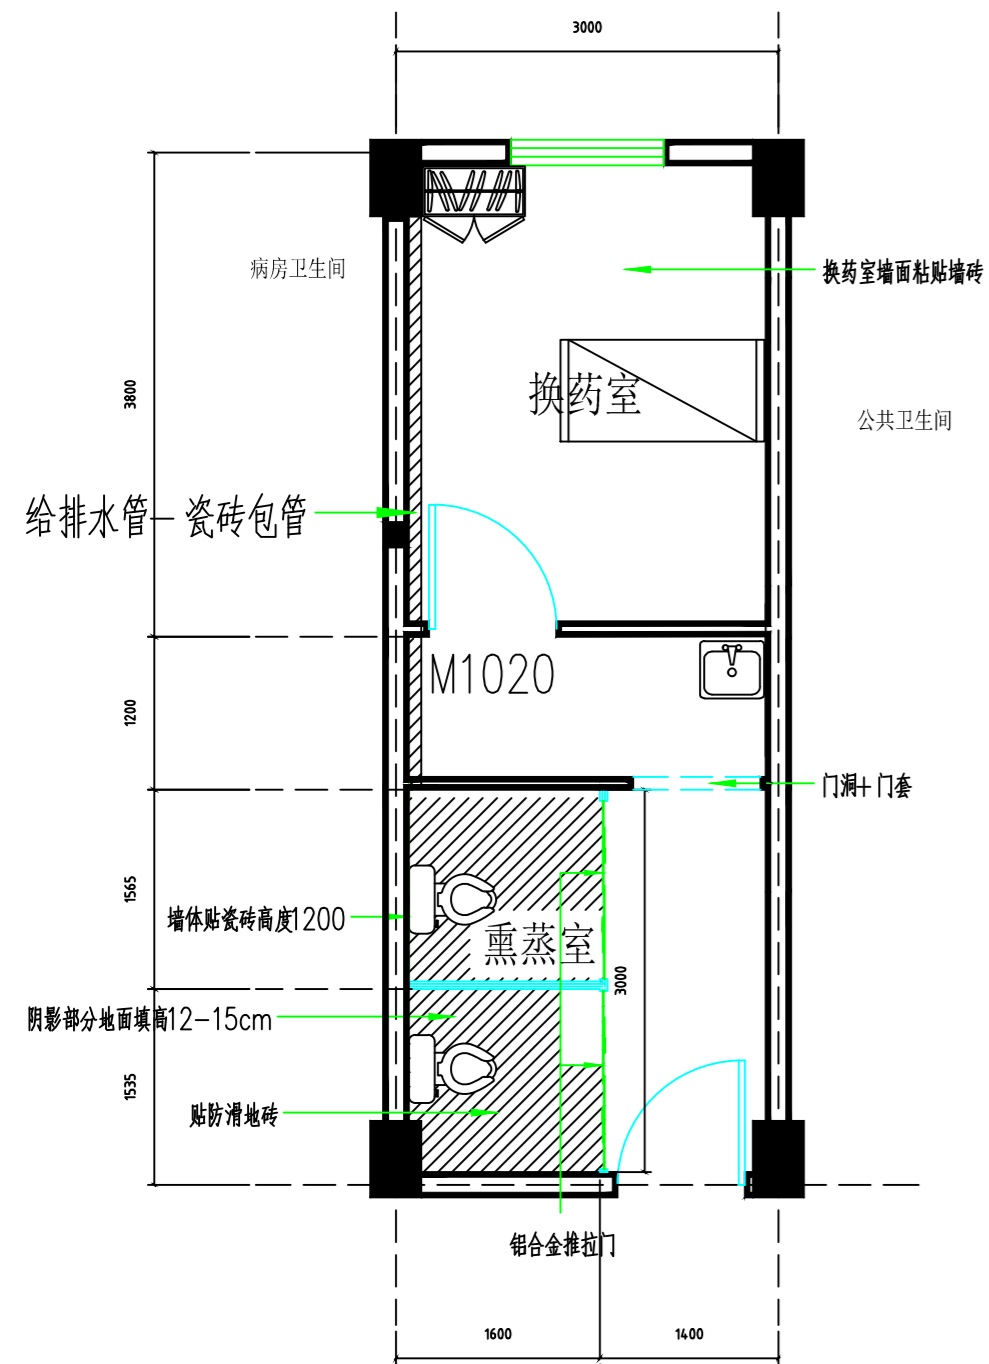 3000
病房卫生间
换药室墙面粘贴墙砖
3800
换药室
公共卫生间
给排水管— 瓷砖包管
M1020
1200
门洞+门套
1565
墙体贴瓷砖高度1200
熏蒸室
3000
阴影部分地面填高12-15cm
1535
贴防滑地砖
铝合金推拉门
1600
1400